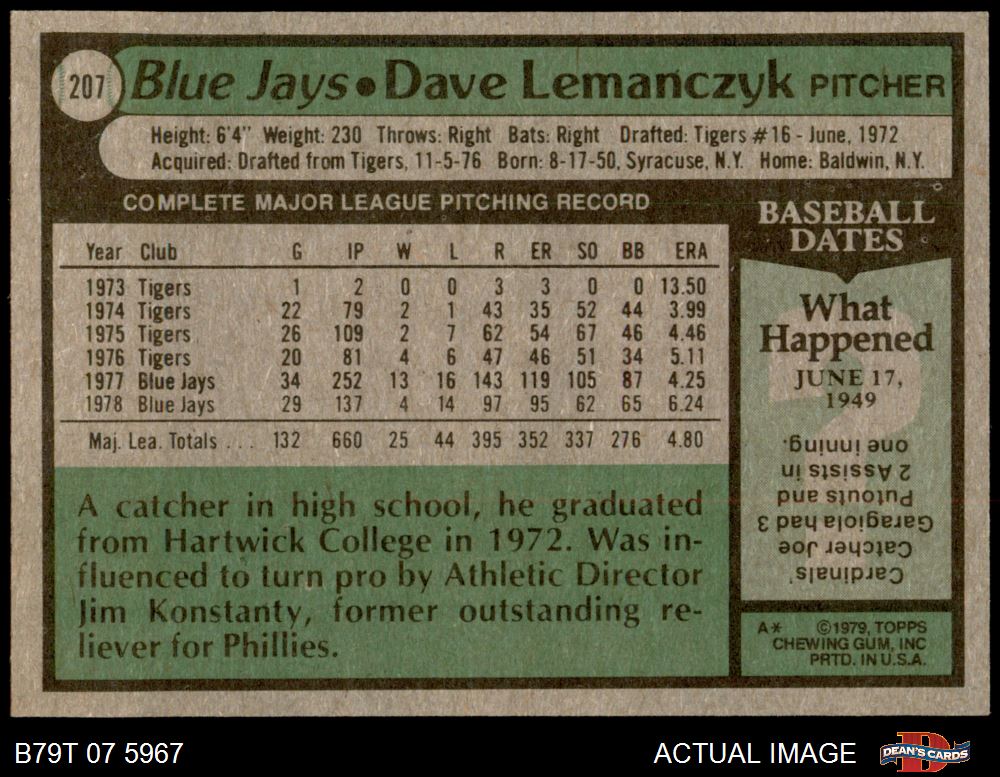 207 Blue Jays • Dave Lemanczyk PITCHER
Height: 6'4" Weight: 230 Throws: Right Bats: Right Drafted: Tigers #16 - June, 1972
Acquired: Drafted from Tigers, 11-5-76 Born: 8-17-50, Syracuse, N.Y. Home: Baldwin, N.Y.
COMPLETE MAJOR LEAGUE PITCHING RECORD
Year Club G IP W L R ER SO BB ERA
1973 Tigers 1 2 0 0 3 3 0 0 13.50
1974 Tigers 22 79 2 1 43 35 52 44 3.99
1975 Tigers 26 109 2 7 62 54 67 46 4.46
1976 Tigers 20 81 4 6 47 46 51 34 5.11
1977 Blue Jays 34 252 13 16 143 119 105 87 4.25
1978 Blue Jays 29 137 4 14 97 95 62 65 6.24
Maj. Lea. Totals . . . 132 660 25 44 395 352 337 276 4.80
A catcher in high school, he graduated
from Hartwick College in 1972. Was in-
fluenced to turn pro by Athletic Director
Jim Konstanty, former outstanding re-
liever for Phillies.
BASEBALL
DATES
What
Happened
JUNE 17,
1949
Cardinals'
Catcher Joe
Garagiola had 3
Putouts and
2 Assists in
one inning.
A* ©1979, TOPPS
CHEWING GUM, INC
PRTD. IN U.S.A.
B79T 07 5967
ACTUAL IMAGE
DEAN'S CARDS